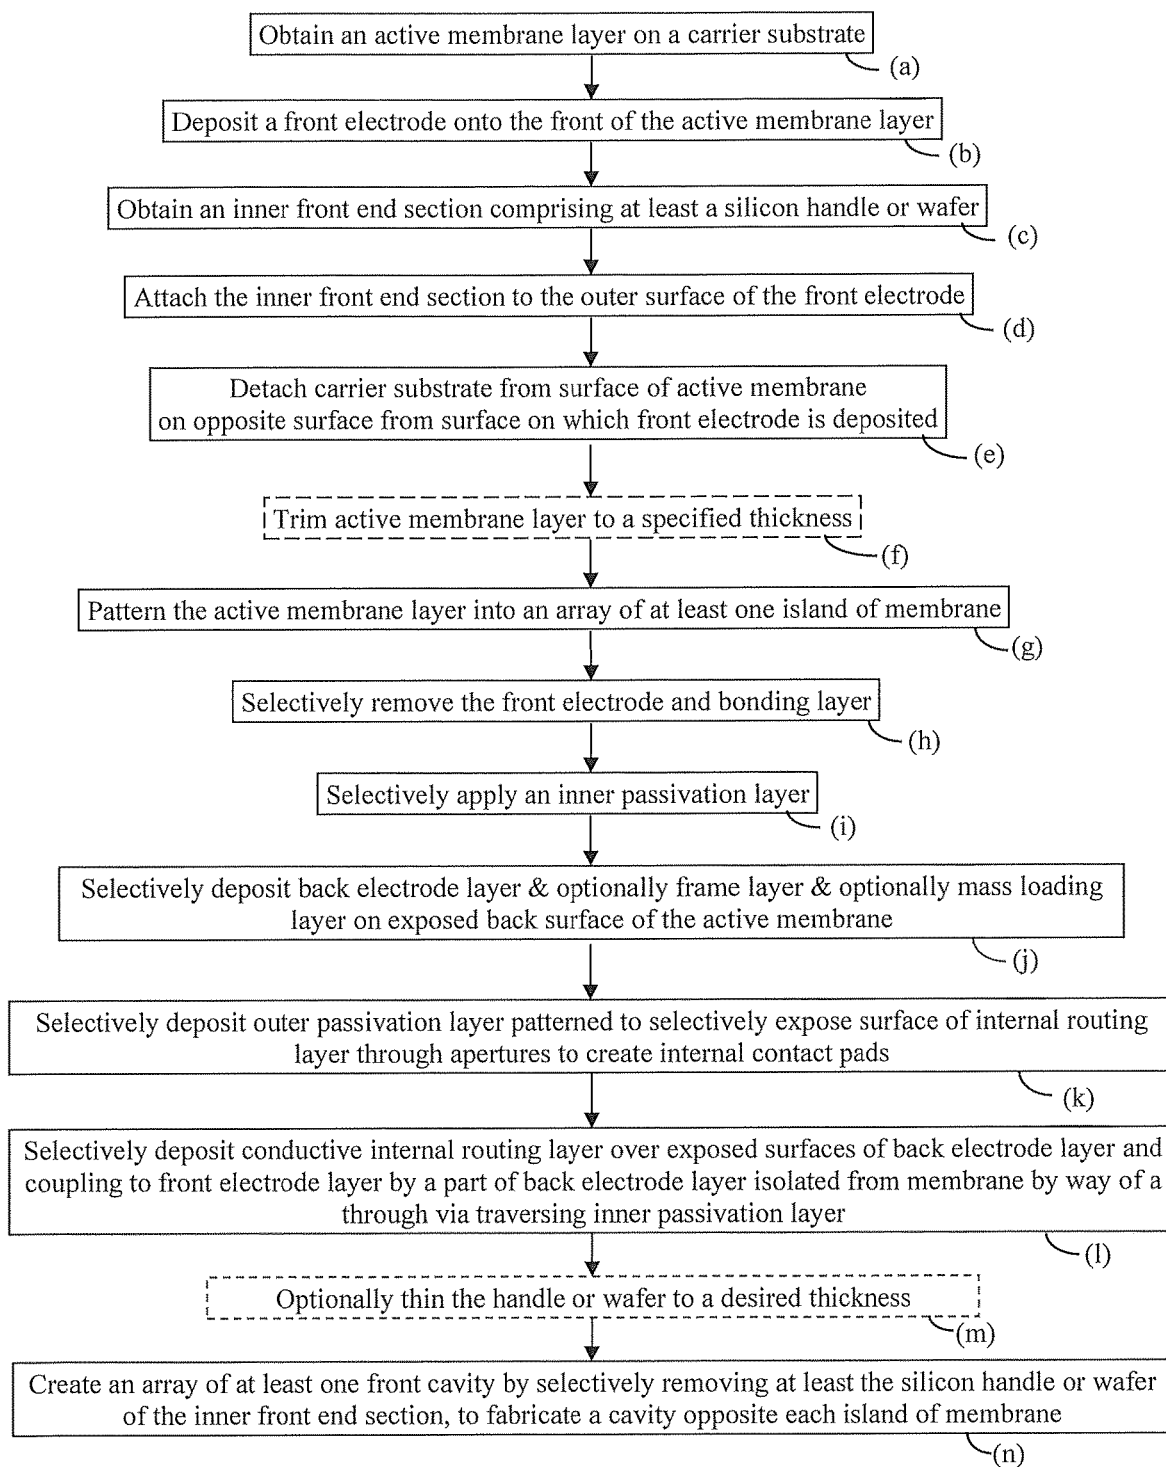 Obtain an active membrane layer on a carrier substrate
(a)
Deposit a front electrode onto the front of the active membrane layer
(b)
Obtain an inner front end section comprising at least a silicon handle or wafer
(c)
Attach the inner front end section to the outer surface of the front electrode
(d)
Detach carrier substrate from surface of active membrane
on opposite surface from surface on which front electrode is deposited
(e)
Trim active membrane layer to a specified thickness
(f)
Pattern the active membrane layer into an array of at least one island of membrane
(g)
Selectively remove the front electrode and bonding layer
(h)
Selectively apply an inner passivation layer
(i)
Selectively deposit back electrode layer & optionally frame layer & optionally mass loading
layer on exposed back surface of the active membrane
(j)
Selectively deposit outer passivation layer patterned to selectively expose surface of internal routing
layer through apertures to create internal contact pads
(k)
Selectively deposit conductive internal routing layer over exposed surfaces of back electrode layer and
coupling to front electrode layer by a part of back electrode layer isolated from membrane by way of a
through via traversing inner passivation layer
(l)
Optionally thin the handle or wafer to a desired thickness
(m)
Create an array of at least one front cavity by selectively removing at least the silicon handle or wafer
of the inner front end section, to fabricate a cavity opposite each island of membrane
(n)